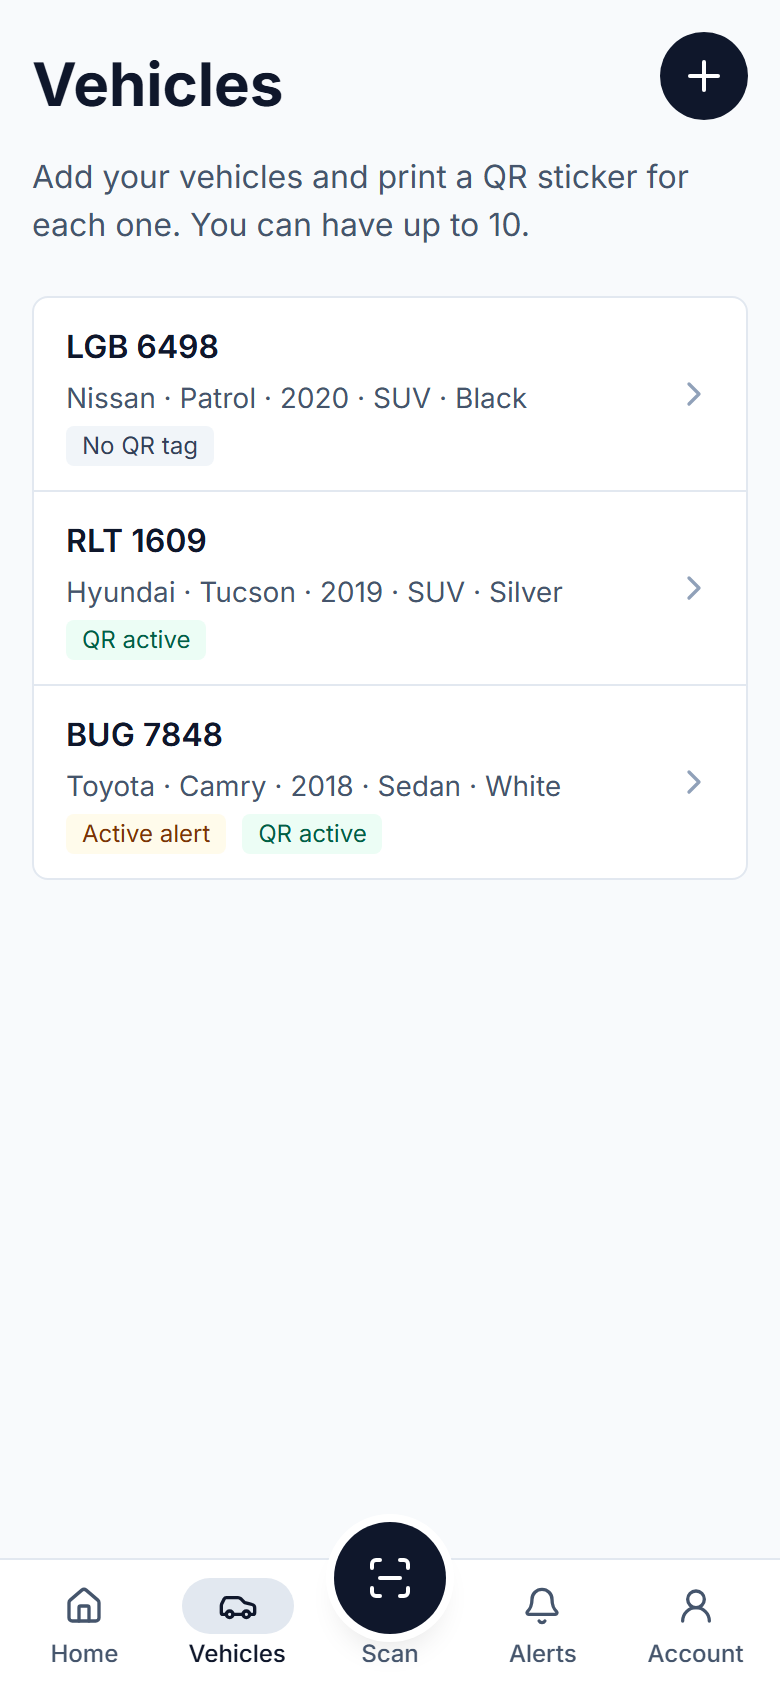 Vehicles
Add your vehicles and print a QR sticker for
each one. You can have up to 10.
LGB 6498
Nissan · Patrol · 2020 · SUV · Black
No QR tag
RLT 1609
Hyundai · Tucson · 2019 · SUV · Silver
QR active
BUG 7848
Toyota · Camry · 2018 · Sedan · White
Active alert QR active
Home Vehicles Scan Alerts Account